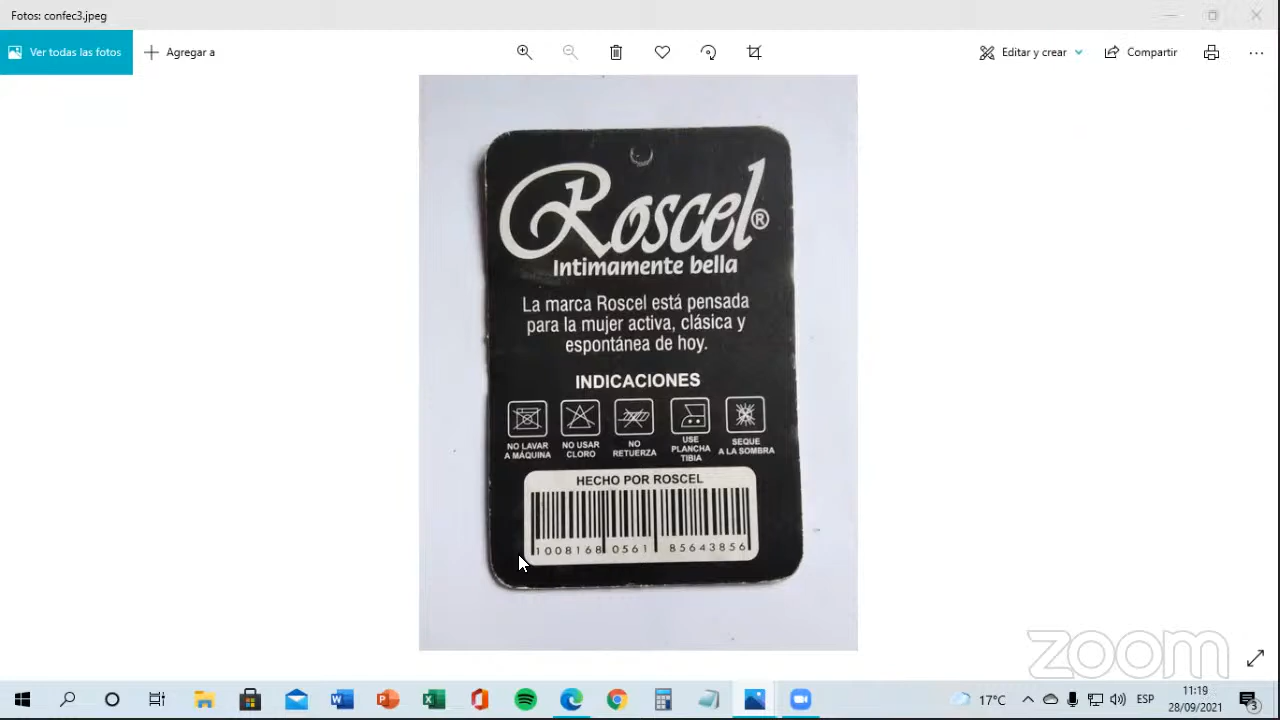 Fotos: confec3.jpeg
Ver todas las fotos
Agregar a
Editar y crear
Compartir
Roscel®
Intimamente bella
La marca Roscel está pensada
para la mujer activa, clásica y
espontánea de hoy.
INDICACIONES
NO LAVAR
A MÁQUINA
NO USAR
CLORO
NO
RETUERZA
USE
PLANCHA
TIBIA
SEQUE
A LA SOMBRA
HECHO POR ROSCEL
1008168 0561 85643856
zoom
17°C
ESP
11:19
28/09/2021
3